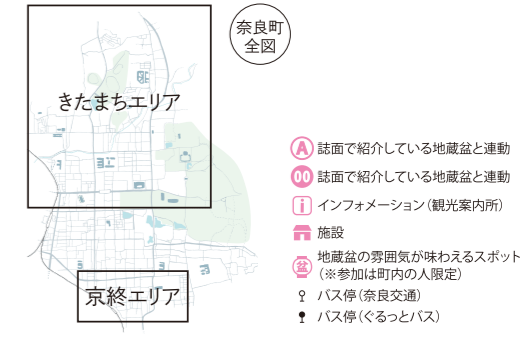 奈良町
全図
きたまちエリア
京終エリア
A 誌面で紹介している地蔵盆と連動
00 誌面で紹介している地蔵盆と連動
i インフォメーション（観光案内所）
施設
盆 地蔵盆の雰囲気が味わえるスポット
（※参加は町内の人限定）
バス停（奈良交通）
バス停（ぐるっとバス）